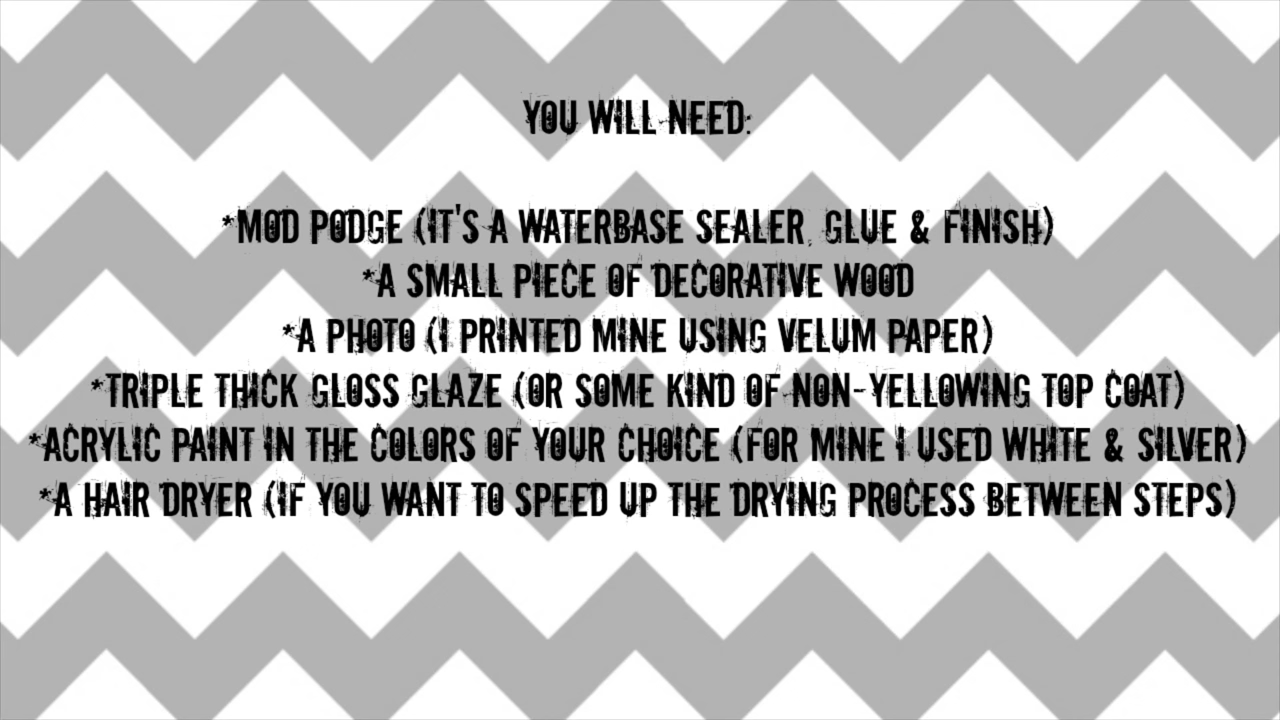 YOU WILL NEED:
*MOD PODGE (IT'S A WATERBASE SEALER, GLUE & FINISH)
*A SMALL PIECE OF DECORATIVE WOOD
*A PHOTO (I PRINTED MINE USING VELUM PAPER)
*TRIPLE THICK GLOSS GLAZE (OR SOME KIND OF NON-YELLOWING TOP COAT)
*ACRYLIC PAINT IN THE COLORS OF YOUR CHOICE (FOR MINE I USED WHITE & SILVER)
*A HAIR DRYER (IF YOU WANT TO SPEED UP THE DRYING PROCESS BETWEEN STEPS)